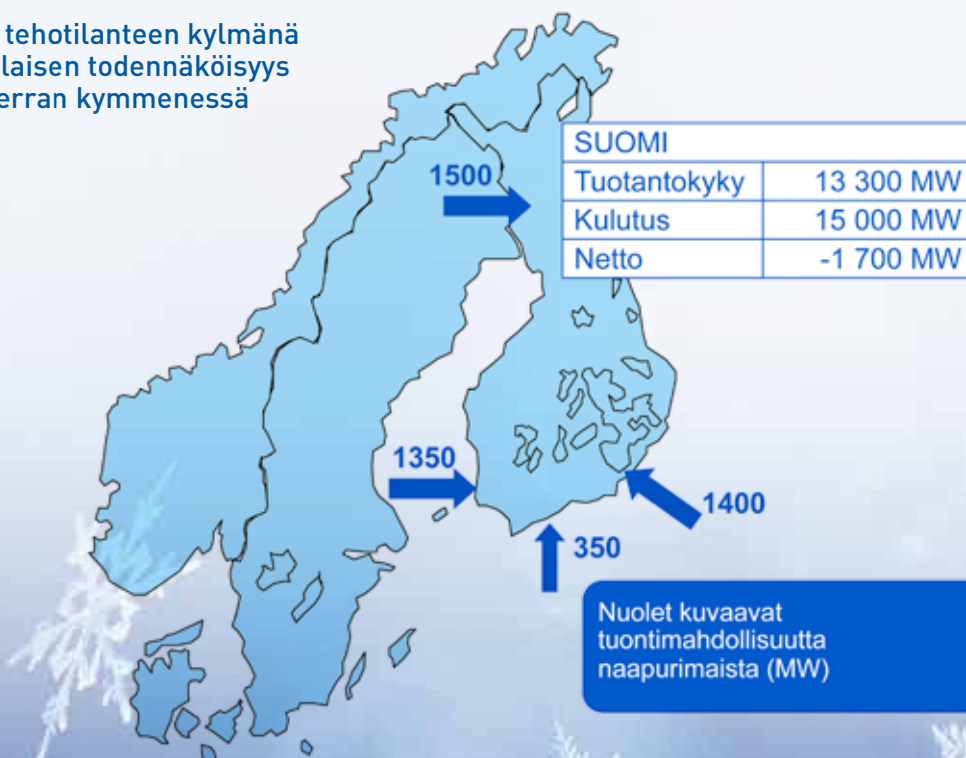 tehotilanteen kylmänä
laisen todennäköisyys
erran kymmenessä
SUOMI
Tuotantokyky 13 300 MW
Kulutus 15 000 MW
Netto -1 700 MW
1500
1350
1400
350
Nuolet kuvaavat
tuontimahdollisuutta
naapurimaista (MW)